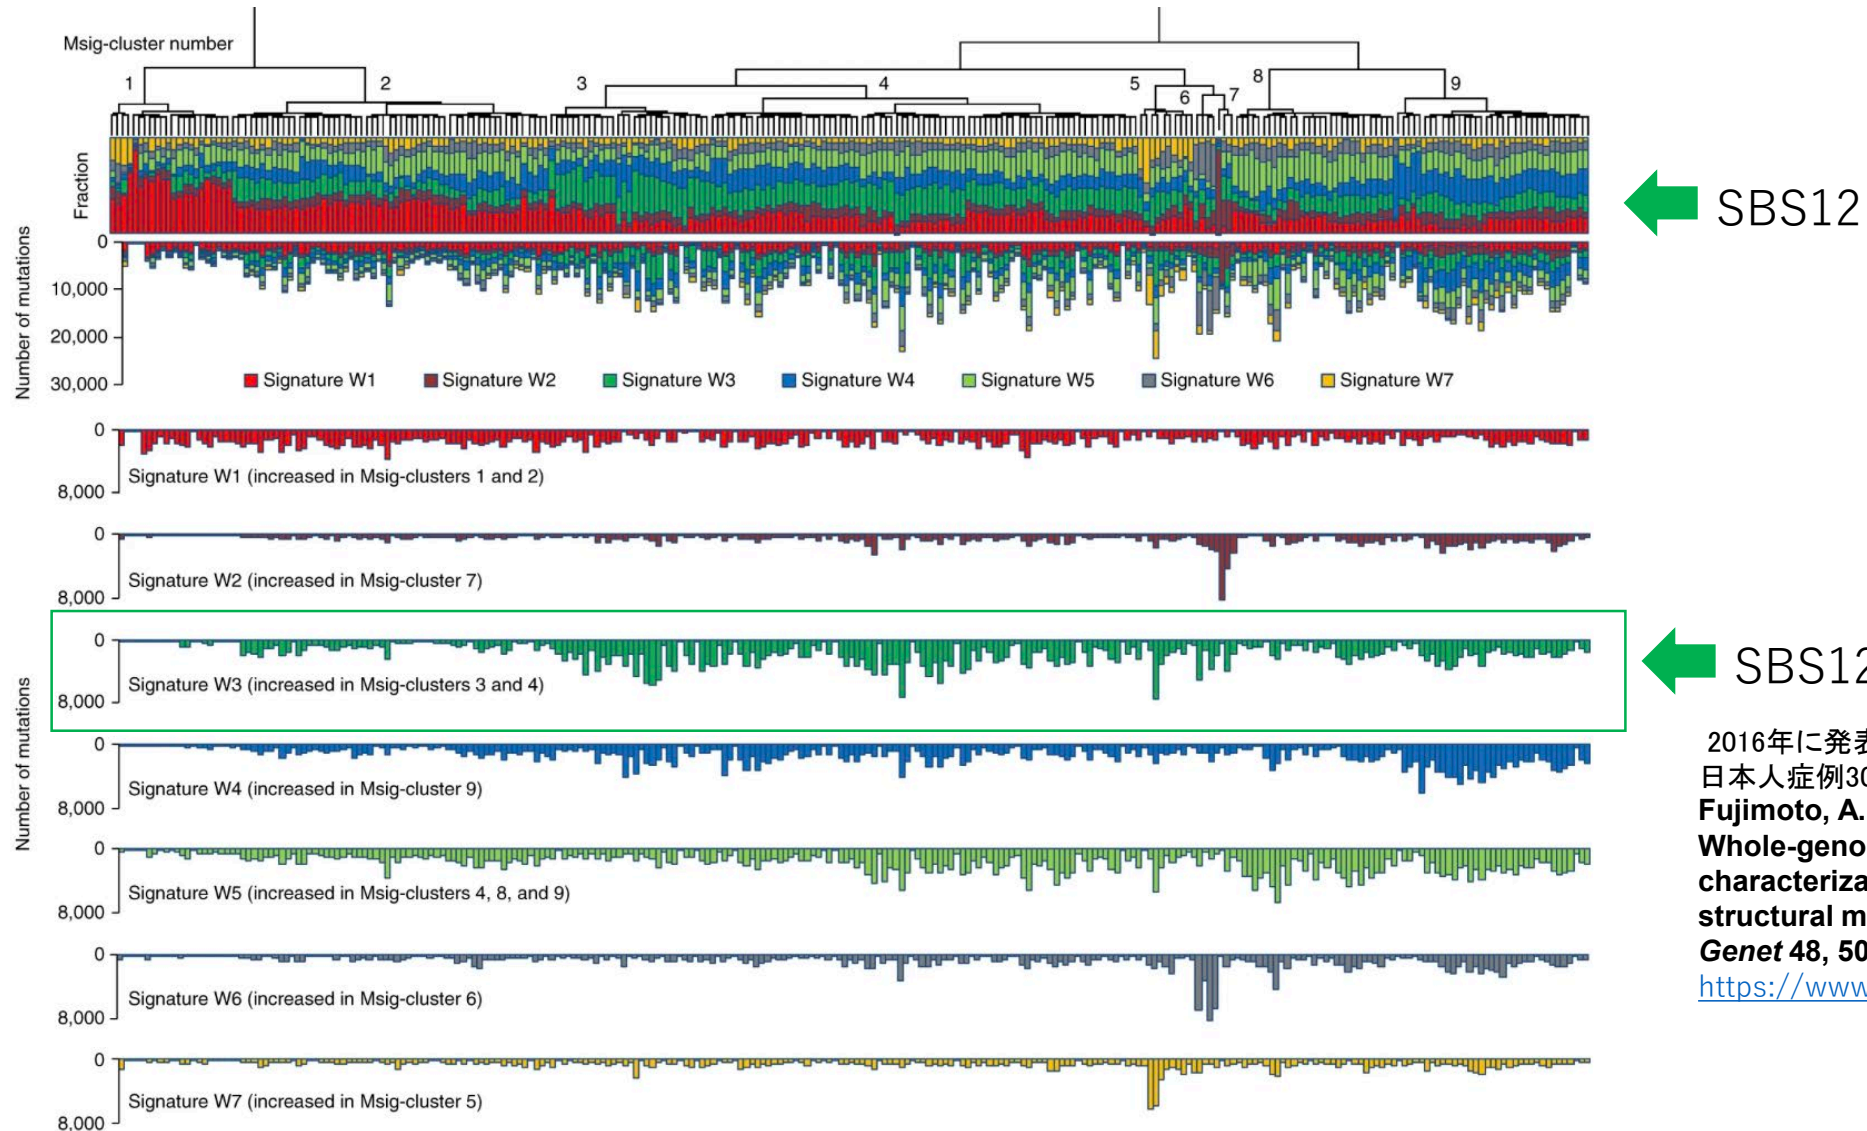 Msig-cluster number
1 2 3 4 5 6 7 8 9
Fraction
SBS12
Number of mutations
0
10,000
20,000
30,000
Signature W1 Signature W2 Signature W3 Signature W4 Signature W5 Signature W6 Signature W7
0
Signature W1 (increased in Msig-clusters 1 and 2)
8,000
0
Signature W2 (increased in Msig-cluster 7)
8,000
Number of mutations
0
Signature W3 (increased in Msig-clusters 3 and 4)
8,000
SBS12
2016年に発表
日本人症例30
Fujimoto, A.
Whole-geno
characteriza
structural m
Genet 48, 50
https://www
0
Signature W4 (increased in Msig-cluster 9)
8,000
0
Signature W5 (increased in Msig-clusters 4, 8, and 9)
8,000
0
Signature W6 (increased in Msig-cluster 6)
8,000
0
Signature W7 (increased in Msig-cluster 5)
8,000